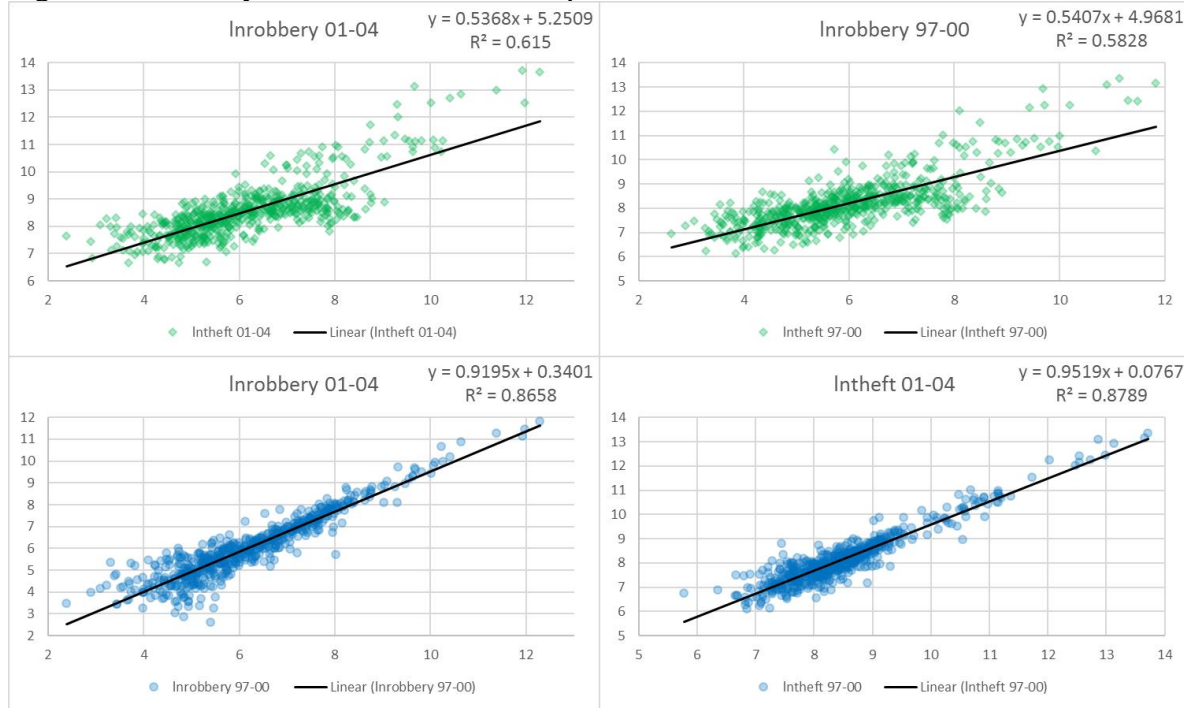 lnrobbery 01-04
y = 0.5368x + 5.2509
R² = 0.615
14
13
12
11
10
9
8
7
6
2 4 6 8 10 12
lntheft 01-04 Linear (lntheft 01-04)
lnrobbery 97-00
y = 0.5407x + 4.9681
R² = 0.5828
14
13
12
11
10
9
8
7
6
5
2 4 6 8 10 12
lntheft 97-00 Linear (lntheft 97-00)
lnrobbery 01-04
y = 0.9195x + 0.3401
R² = 0.8658
12
11
10
9
8
7
6
5
4
3
2
2 4 6 8 10 12
lnrobbery 97-00 Linear (lnrobbery 97-00)
lntheft 01-04
y = 0.9519x + 0.0767
R² = 0.8789
14
13
12
11
10
9
8
7
6
5
5 6 7 8 9 10 11 12 13 14
lntheft 97-00 Linear (lntheft 97-00)